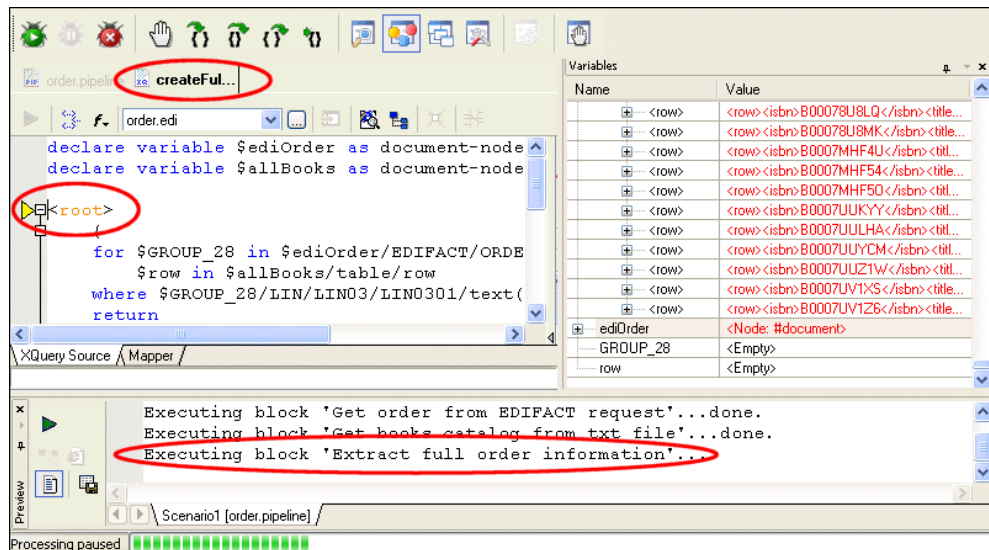 order.pipeline
createFul...
order.edi
declare variable $ediOrder as document-node
declare variable $allBooks as document-node
<root>
{
for $GROUP_28 in $ediOrder/EDIFACT/ORDE
$row in $allBooks/table/row
where $GROUP_28/LIN/LIN03/LIN0301/text(
return
XQuery Source
Mapper
Variables
Name Value
<row> <row><isbn>B00078U8LQ</isbn><title...
<row> <row><isbn>B00078U8MK</isbn><title...
<row> <row><isbn>B0007MHF4U</isbn><titl...
<row> <row><isbn>B0007MHF54</isbn><title...
<row> <row><isbn>B0007MHF5O</isbn><titl...
<row> <row><isbn>B0007UUKYY</isbn><titl...
<row> <row><isbn>B0007UULHA</isbn><titl...
<row> <row><isbn>B0007UUYCM</isbn><titl...
<row> <row><isbn>B0007UUZ1W</isbn><titl...
<row> <row><isbn>B0007UV1XS</isbn><title...
<row> <row><isbn>B0007UV1Z6</isbn><title...
ediOrder <Node: #document>
GROUP_28 <Empty>
row <Empty>
Executing block 'Get order from EDIFACT request'...done.
Executing block 'Get books catalog from txt file'...done.
Executing block 'Extract full order information'...
Preview
Scenario1 [order.pipeline]
Processing paused